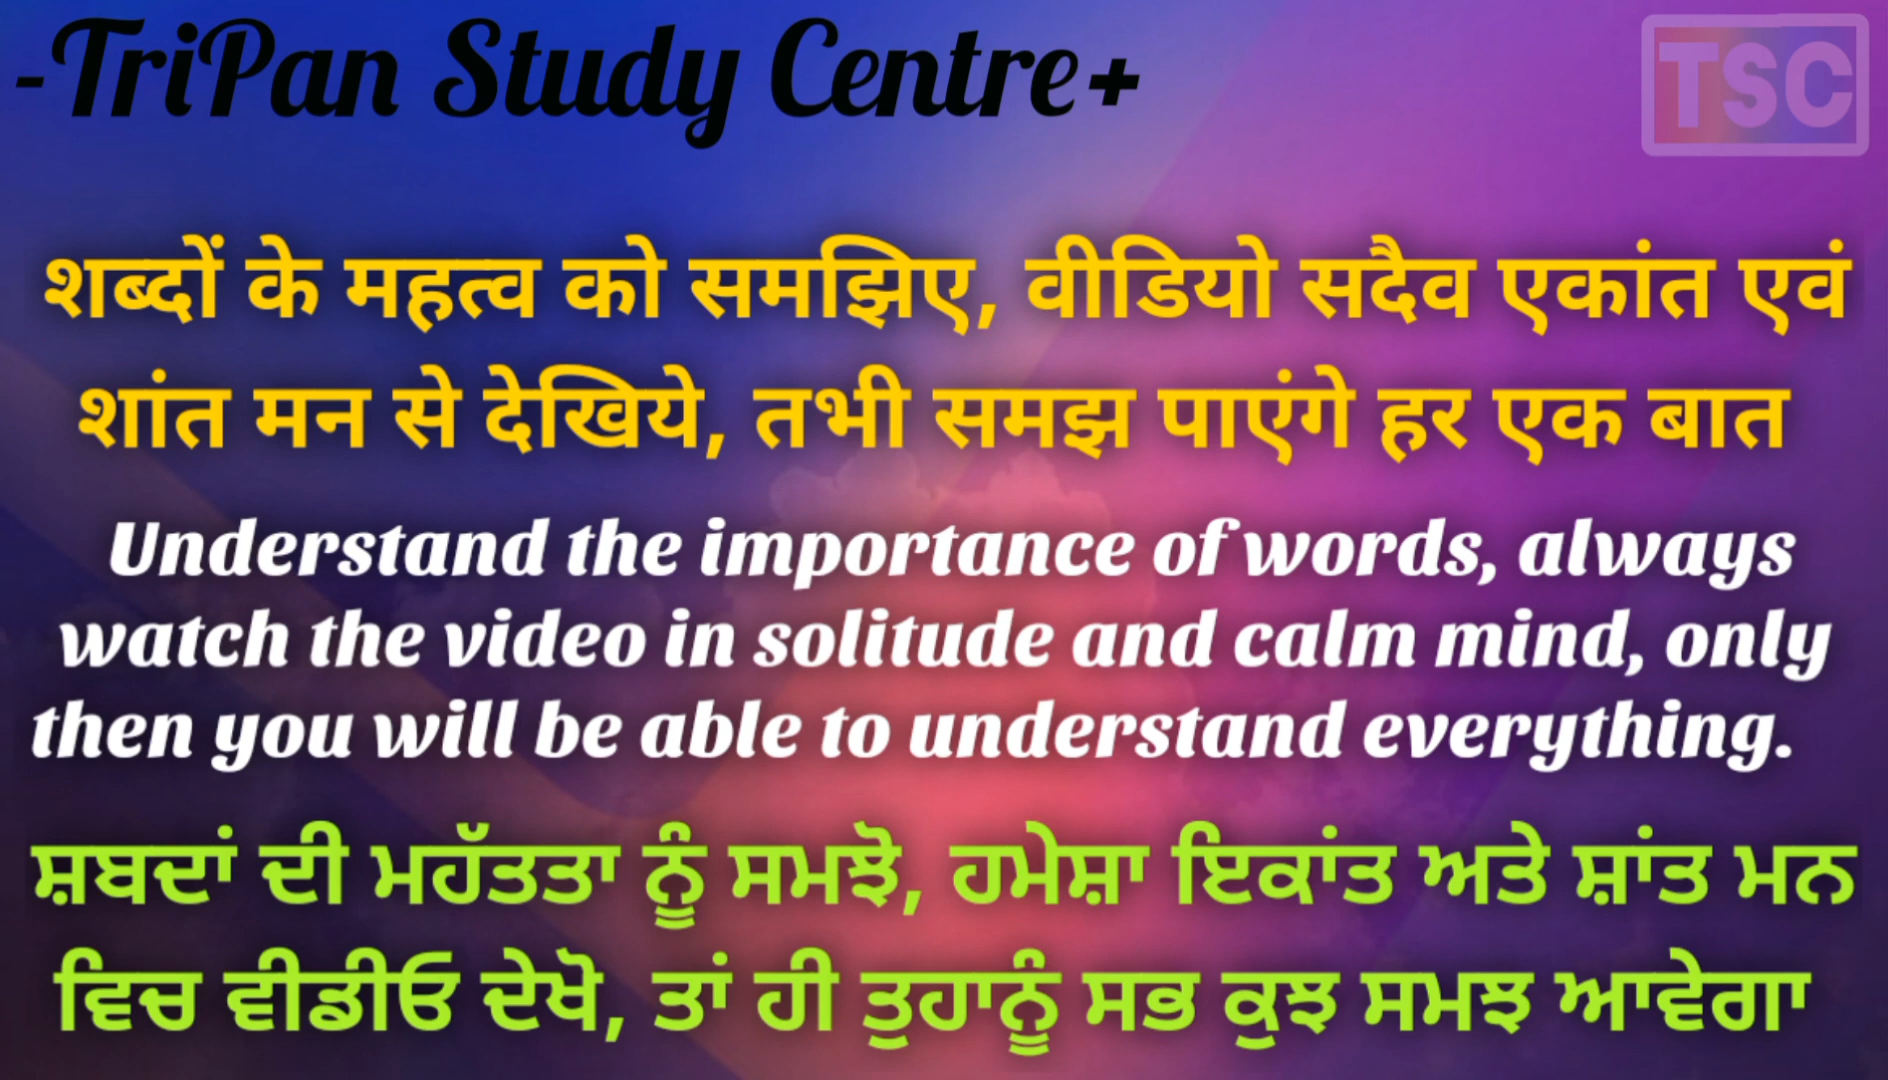 -TriPan Study Centre+
TSC
शब्दों के महत्व को समझिए, वीडियो सदैव एकांत एवं
शांत मन से देखिये, तभी समझ पाएंगे हर एक बात
Understand the importance of words, always
watch the video in solitude and calm mind, only
then you will be able to understand everything.
ਸ਼ਬਦਾਂ ਦੀ ਮਹੱਤਤਾ ਨੂੰ ਸਮਝੋ, ਹਮੇਸ਼ਾ ਇਕਾਂਤ ਅਤੇ ਸ਼ਾਂਤ ਮਨ
ਵਿਚ ਵੀਡੀਓ ਦੇਖੋ, ਤਾਂ ਹੀ ਤੁਹਾਨੂੰ ਸਭ ਕੁਝ ਸਮਝ ਆਵੇਗਾ